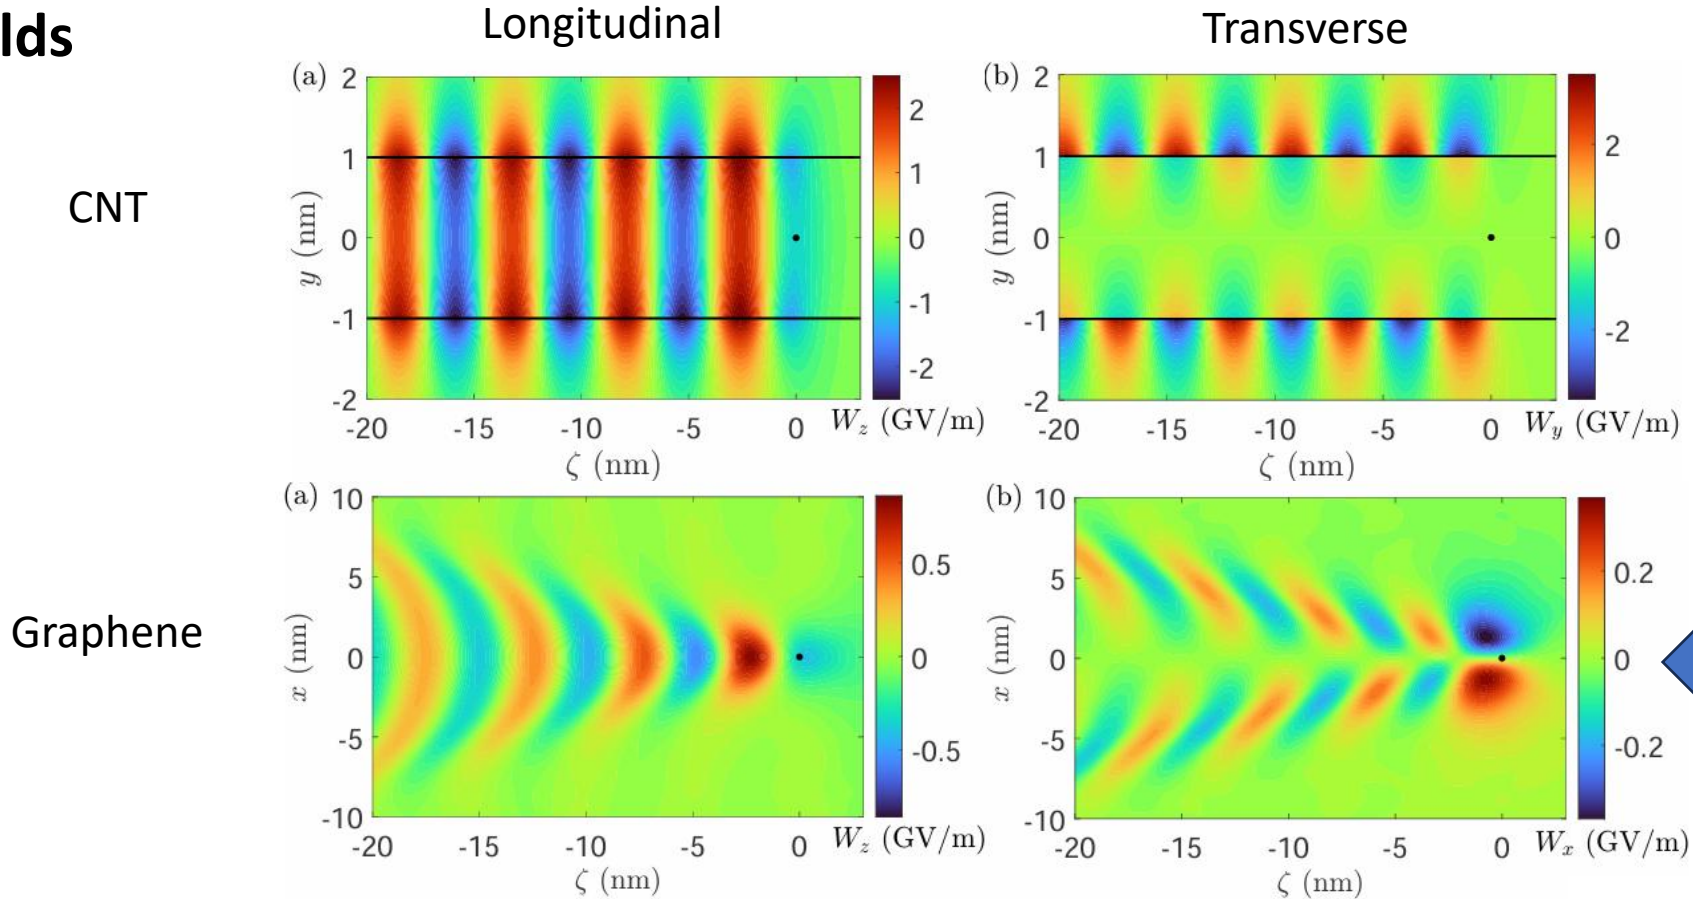 lds
Longitudinal
Transverse
CNT
Graphene
(a)
2
1
0
-1
-2
y (nm)
-20 -15 -10 -5 0
ζ (nm)
2
1
0
-1
-2
W_z (GV/m)
(b)
2
1
0
-1
-2
y (nm)
-20 -15 -10 -5 0
ζ (nm)
2
0
-2
W_y (GV/m)
(a)
10
5
0
-5
-10
x (nm)
-20 -15 -10 -5 0
ζ (nm)
0.5
0
-0.5
W_z (GV/m)
(b)
10
5
0
-5
-10
x (nm)
-20 -15 -10 -5 0
ζ (nm)
0.2
0
-0.2
W_x (GV/m)